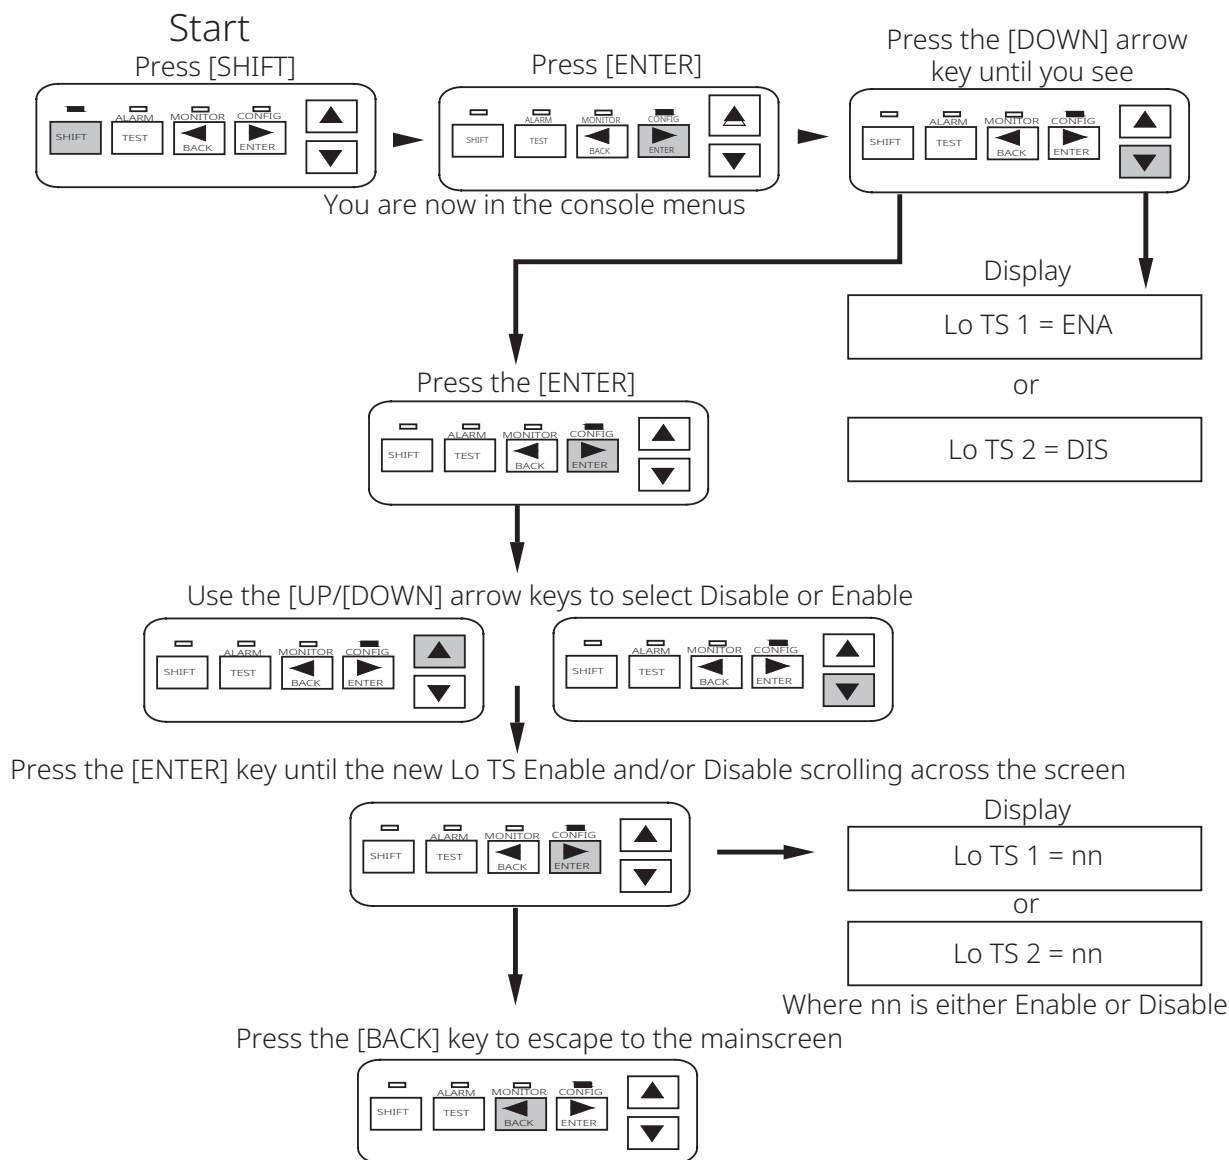 Start
Press [SHIFT]
ALARM MONITOR CONFIG
SHIFT TEST BACK ENTER
Press [ENTER]
ALARM MONITOR CONFIG
SHIFT TEST BACK ENTER
You are now in the console menus
Press the [DOWN] arrow
key until you see
ALARM MONITOR CONFIG
SHIFT TEST BACK ENTER
Display
Lo TS 1 = ENA
or
Lo TS 2 = DIS
Press the [ENTER]
ALARM MONITOR CONFIG
SHIFT TEST BACK ENTER
Use the [UP/[DOWN] arrow keys to select Disable or Enable
ALARM MONITOR CONFIG
SHIFT TEST BACK ENTER
ALARM MONITOR CONFIG
SHIFT TEST BACK ENTER
Press the [ENTER] key until the new Lo TS Enable and/or Disable scrolling across the screen
ALARM MONITOR CONFIG
SHIFT TEST BACK ENTER
Display
Lo TS 1 = nn
or
Lo TS 2 = nn
Where nn is either Enable or Disable
Press the [BACK] key to escape to the mainscreen
ALARM MONITOR CONFIG
SHIFT TEST BACK ENTER